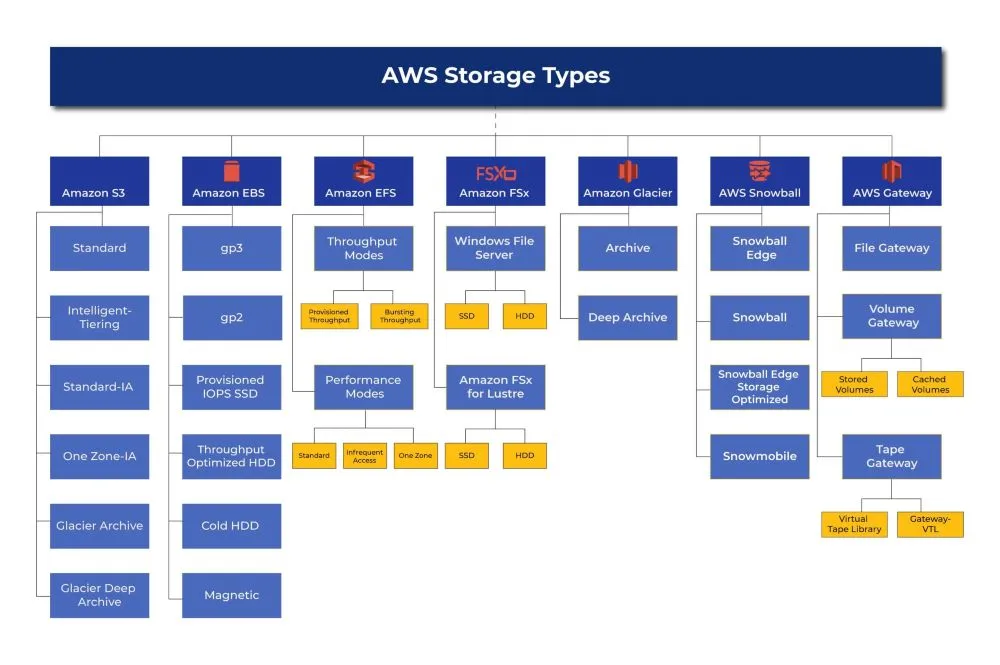 AWS Storage Types
Amazon S3
Amazon EBS
Amazon EFS
FSx
Amazon FSx
Amazon Glacier
AWS Snowball
AWS Gateway
Standard
Intelligent-
Tiering
Standard-IA
One Zone-IA
Glacier Archive
Glacier Deep
Archive
gp3
gp2
Provisioned
IOPS SSD
Throughput
Optimized HDD
Cold HDD
Magnetic
Throughput
Modes
Provisioned
Throughput
Bursting
Throughput
Performance
Modes
Standard
Infrequent
Access
One Zone
Windows File
Server
SSD
HDD
Amazon FSx
for Lustre
SSD
HDD
Archive
Deep Archive
Snowball
Edge
Snowball
Snowball Edge
Storage
Optimized
Snowmobile
File Gateway
Volume
Gateway
Stored
Volumes
Cached
Volumes
Tape
Gateway
Virtual
Tape Library
Gateway-
VTL